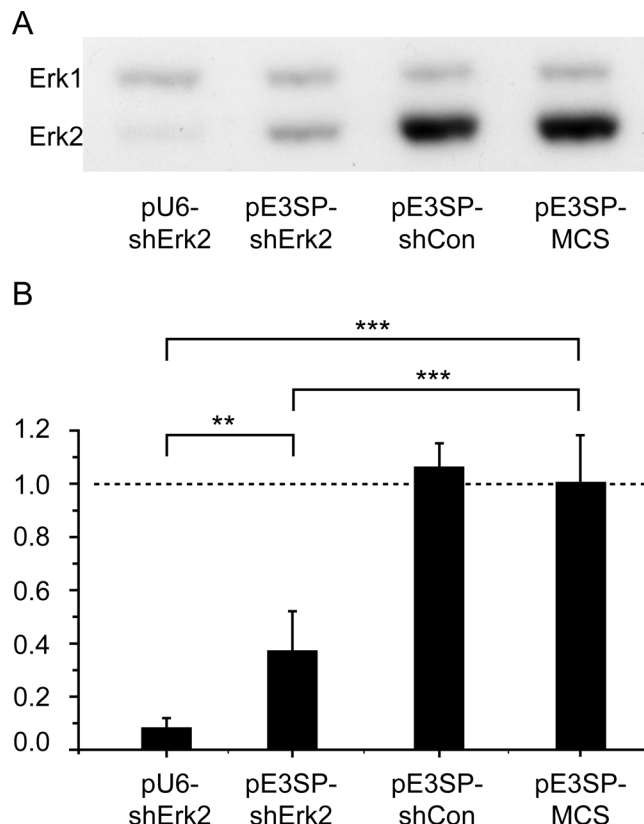 A
Erk1
Erk2
pU6- pE3SP- pE3SP- pE3SP-
shErk2 shErk2 shCon MCS
B
***
***
**
1.2
1.0
0.8
0.6
0.4
0.2
0.0
pU6- pE3SP- pE3SP- pE3SP-
shErk2 shErk2 shCon MCS